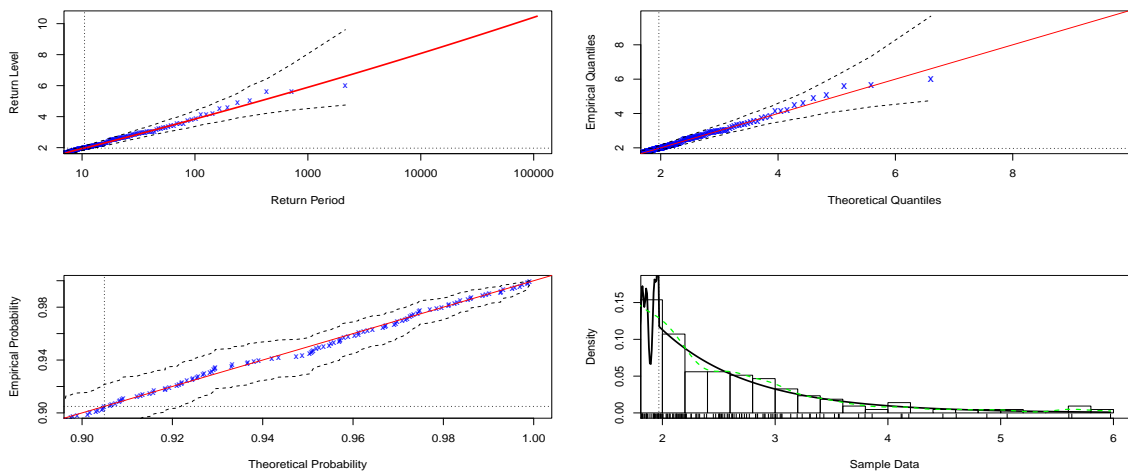 Return Level
2 4 6 8 10
10 100 1000 10000 100000
Return Period
Empirical Quantiles
2 4 6 8
2 4 6 8
Theoretical Quantiles
Empirical Probability
0.90 0.94 0.98
0.90 0.92 0.94 0.96 0.98 1.00
Theoretical Probability
Density
0.00 0.05 0.10 0.15
2 3 4 5 6
Sample Data